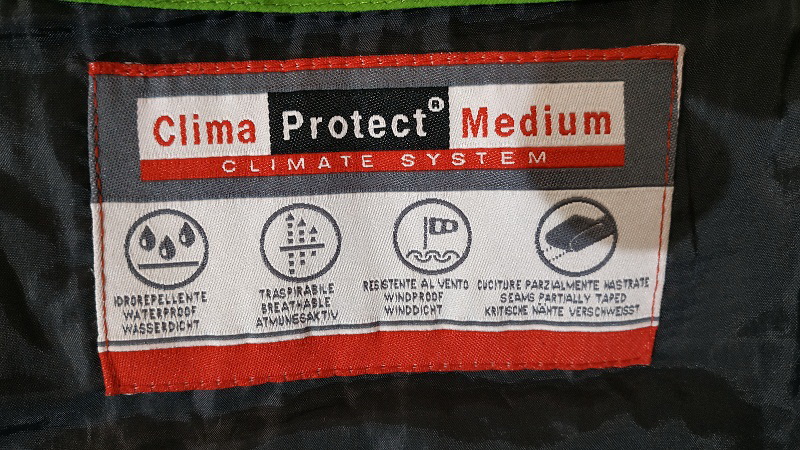 Clima Protect® Medium
CLIMATE SYSTEM
IDROREPELLENTE
WATERPROOF
WASSERDICHT
TRASPIRABILE
BREATHABLE
ATMUNGSAKTIV
RESISTENTE AL VENTO
WINDPROOF
WINDDICHT
CUCITURE PARZIALMENTE NASTRATE
SEAMS PARTIALLY TAPED
KRITISCHE NÄHTE VERSCHWEISST